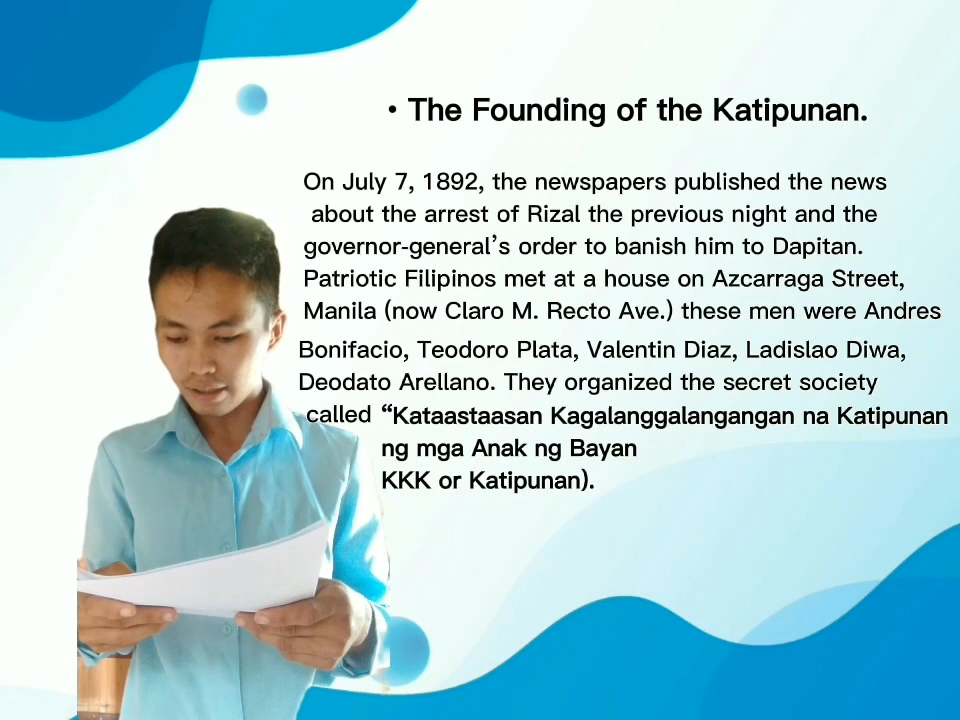 • The Founding of the Katipunan.
On July 7, 1892, the newspapers published the news
about the arrest of Rizal the previous night and the
governor-general's order to banish him to Dapitan.
Patriotic Filipinos met at a house on Azcarraga Street,
Manila (now Claro M. Recto Ave.) these men were Andres
Bonifacio, Teodoro Plata, Valentin Diaz, Ladislao Diwa,
Deodato Arellano. They organized the secret society
called “Kataastaasan Kagalanggalangangan na Katipunan
ng mga Anak ng Bayan
KKK or Katipunan).